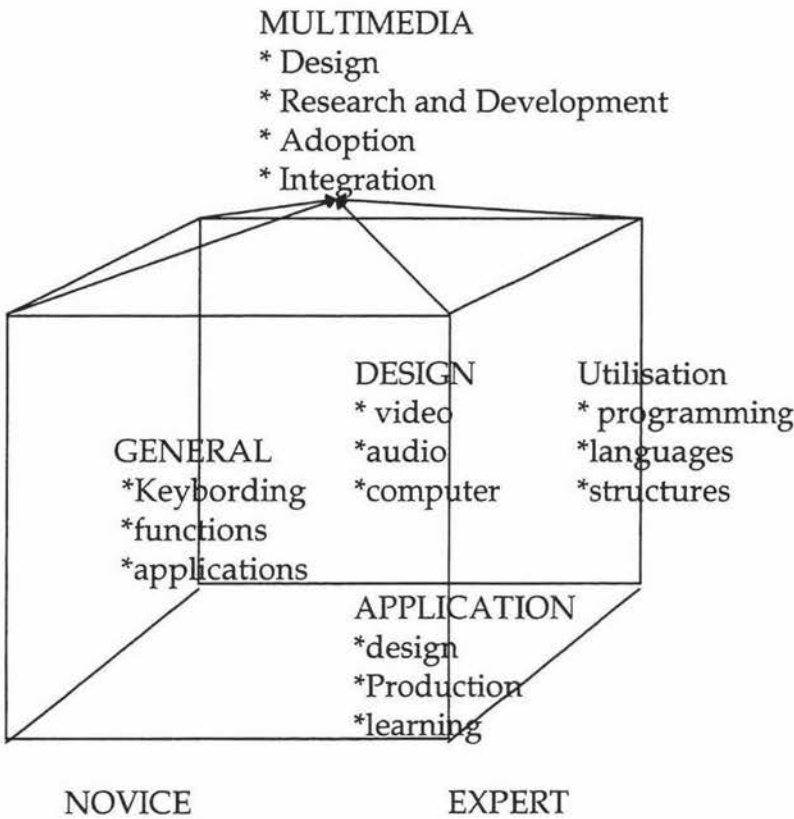 MULTIMEDIA
* Design
* Research and Development
* Adoption
* Integration
GENERAL
*Keybording
*functions
*applications
DESIGN
* video
*audio
*computer
Utilisation
* programming
*languages
*structures
APPLICATION
*design
*Production
*learning
NOVICE
EXPERT